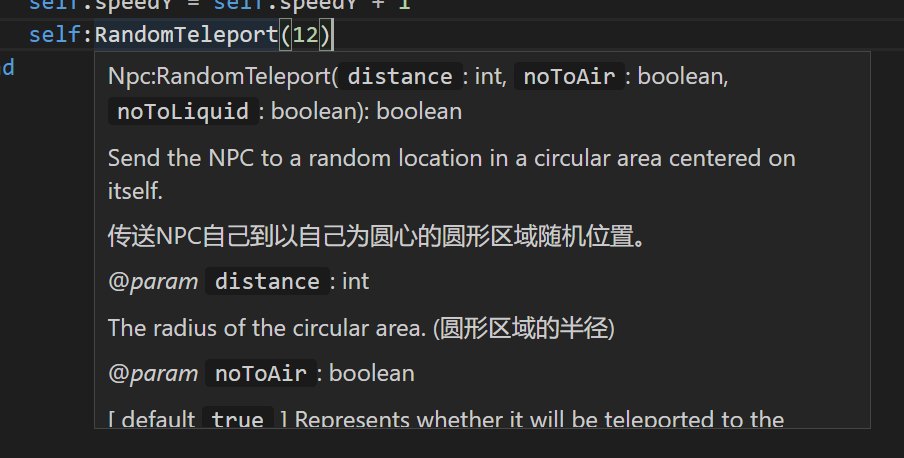 self.speedY = self.speedY + 1
self:RandomTeleport(12)
nd
Npc:RandomTeleport( distance : int, noToAir : boolean,
noToLiquid : boolean): boolean
Send the NPC to a random location in a circular area centered on
itself.
传送NPC自己到以自己为圆心的圆形区域随机位置。
@param distance : int
The radius of the circular area. (圆形区域的半径)
@param noToAir : boolean
[ default true ] Represents whether it will be teleported to the